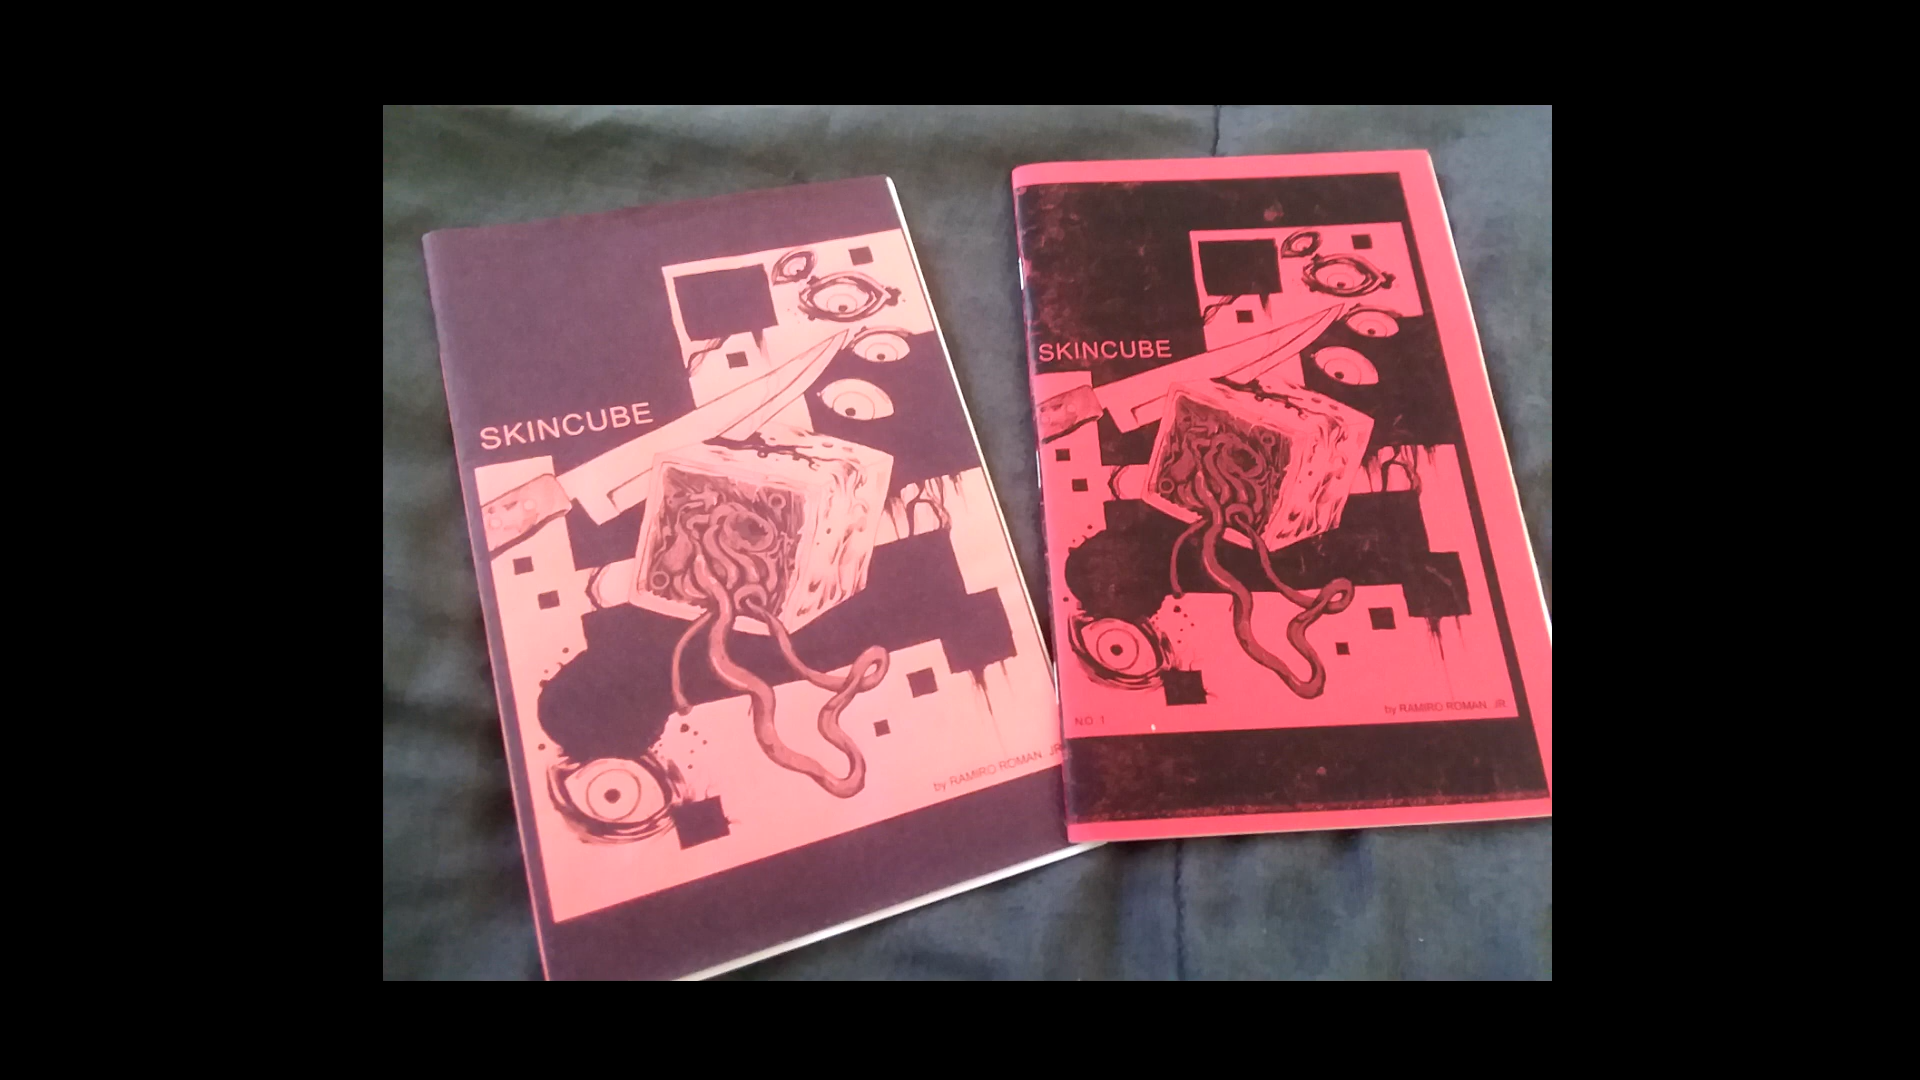 SKINCUBE
by RAMIRO ROMAN JR.
SKINCUBE
NO. 1
by RAMIRO ROMAN JR.